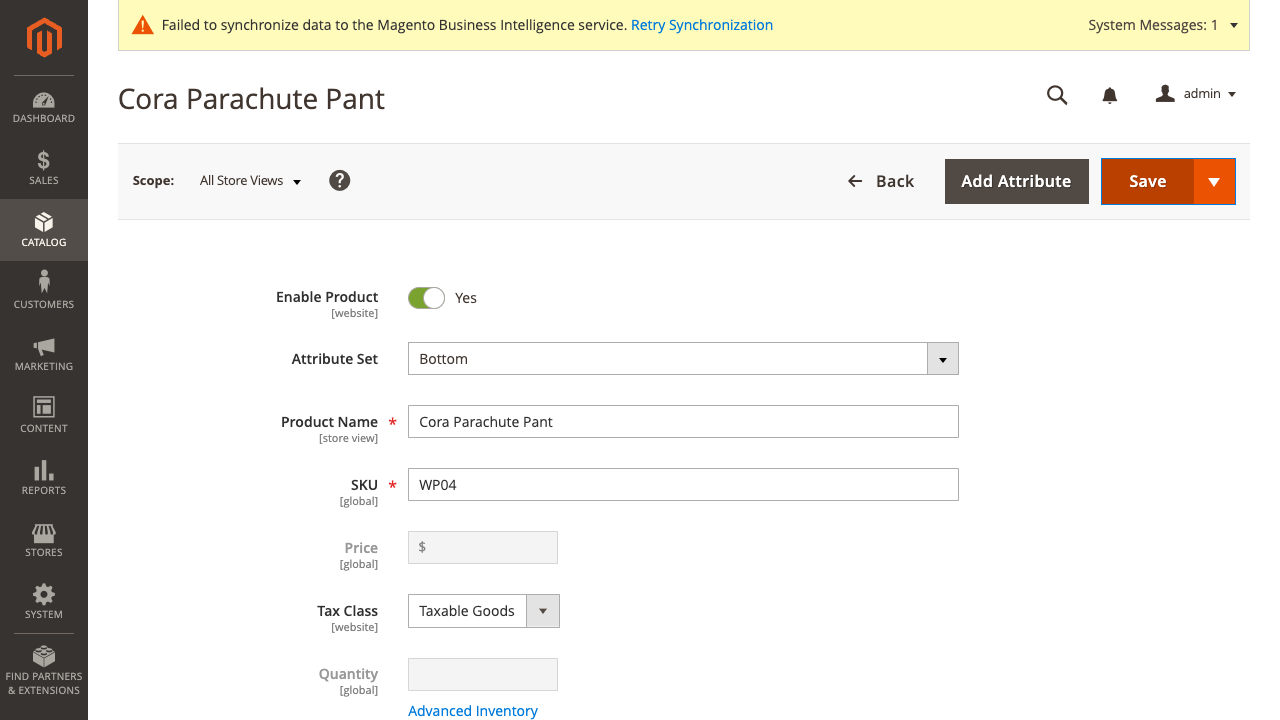 Failed to synchronize data to the Magento Business Intelligence service. Retry Synchronization
System Messages: 1
Cora Parachute Pant
admin
Scope: All Store Views
?
Back
Add Attribute
Save
DASHBOARD
$
SALES
CATALOG
CUSTOMERS
MARKETING
CONTENT
REPORTS
STORES
SYSTEM
FIND PARTNERS
& EXTENSIONS
Enable Product
[website]
Yes
Attribute Set
Bottom
Product Name *
[store view]
Cora Parachute Pant
SKU *
[global]
WP04
Price
[global]
$
Tax Class
[website]
Taxable Goods
Quantity
[global]
Advanced Inventory